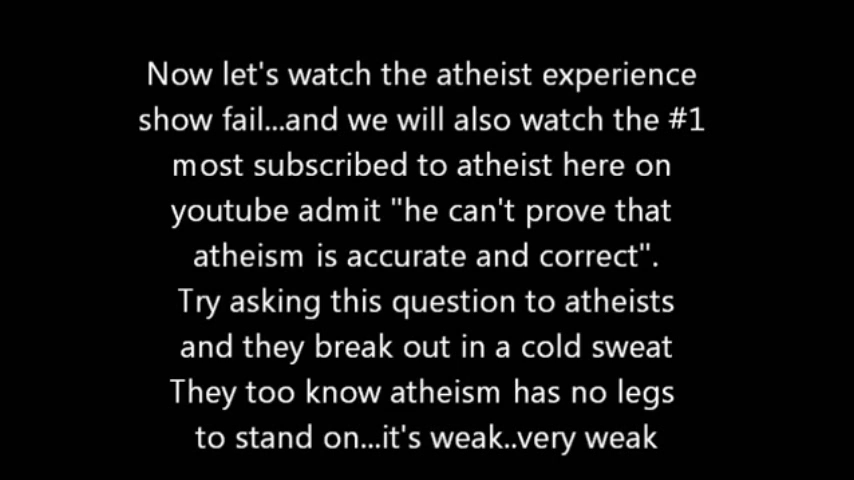 Now let's watch the atheist experience
show fail...and we will also watch the #1
most subscribed to atheist here on
youtube admit "he can't prove that
atheism is accurate and correct".
Try asking this question to atheists
and they break out in a cold sweat
They too know atheism has no legs
to stand on...it's weak..very weak